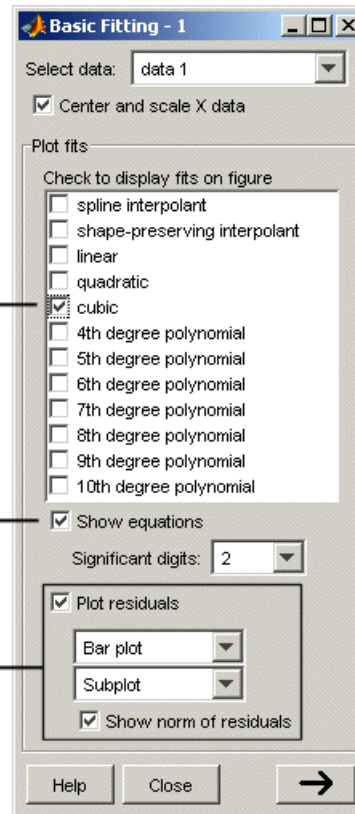 Basic Fitting - 1
Select data: data 1
Center and scale X data
Plot fits
Check to display fits on figure
spline interpolant
shape-preserving interpolant
linear
quadratic
cubic
4th degree polynomial
5th degree polynomial
6th degree polynomial
7th degree polynomial
8th degree polynomial
9th degree polynomial
10th degree polynomial
Show equations
Significant digits: 2
Plot residuals
Bar plot
Subplot
Show norm of residuals
Help Close